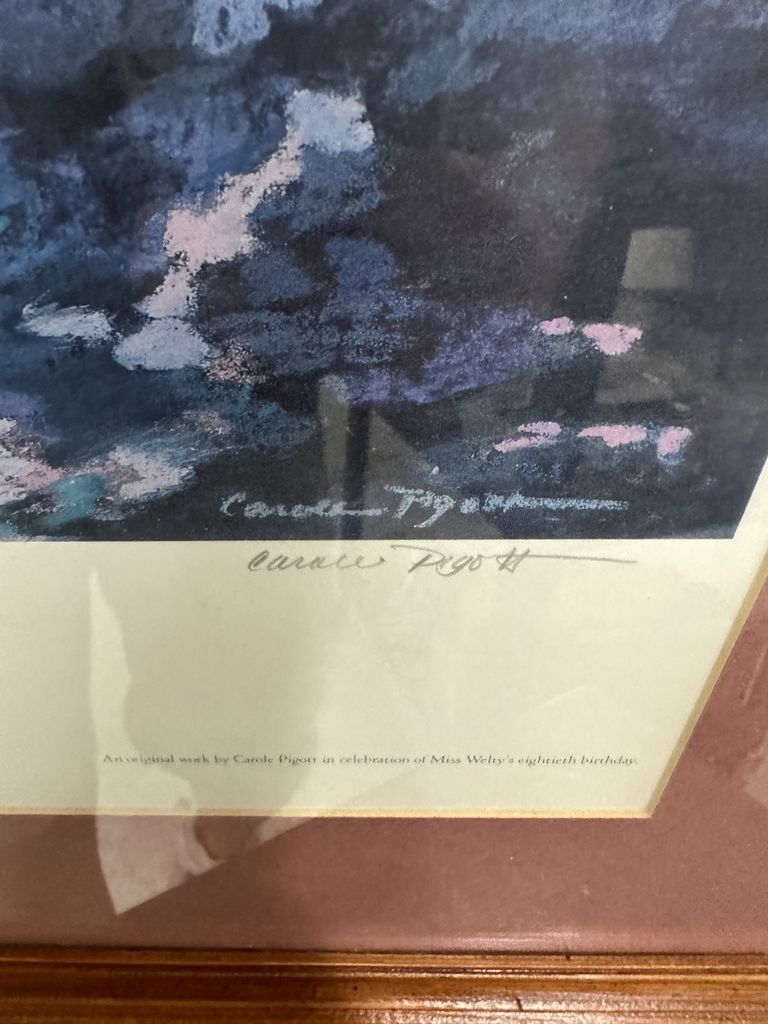 Carole Pigott
Carole Pigott
An original work by Carole Pigott in celebration of Miss Welty's eightieth birthday.